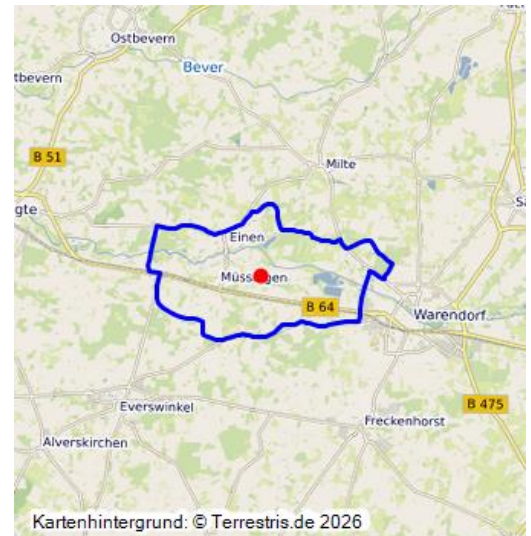 Ostbevern
tbevern
Bever
B 51
Milte
gte
Einen
Müssingen
B 64
Warendorf
Everswinkel
B 475
Freckenhorst
Alverskirchen
Kartenhintergrund: © Terrestris.de 2026